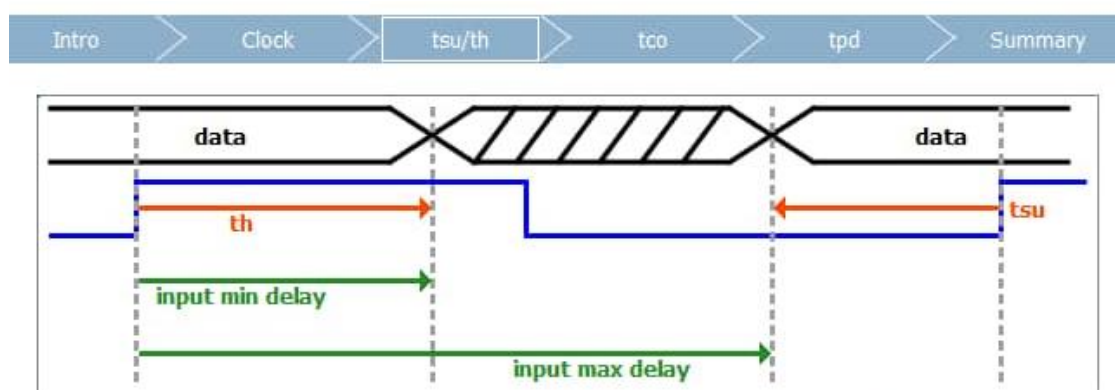 Intro Clock tsu/th tco tpd Summary
data data
th tsu
input min delay
input max delay